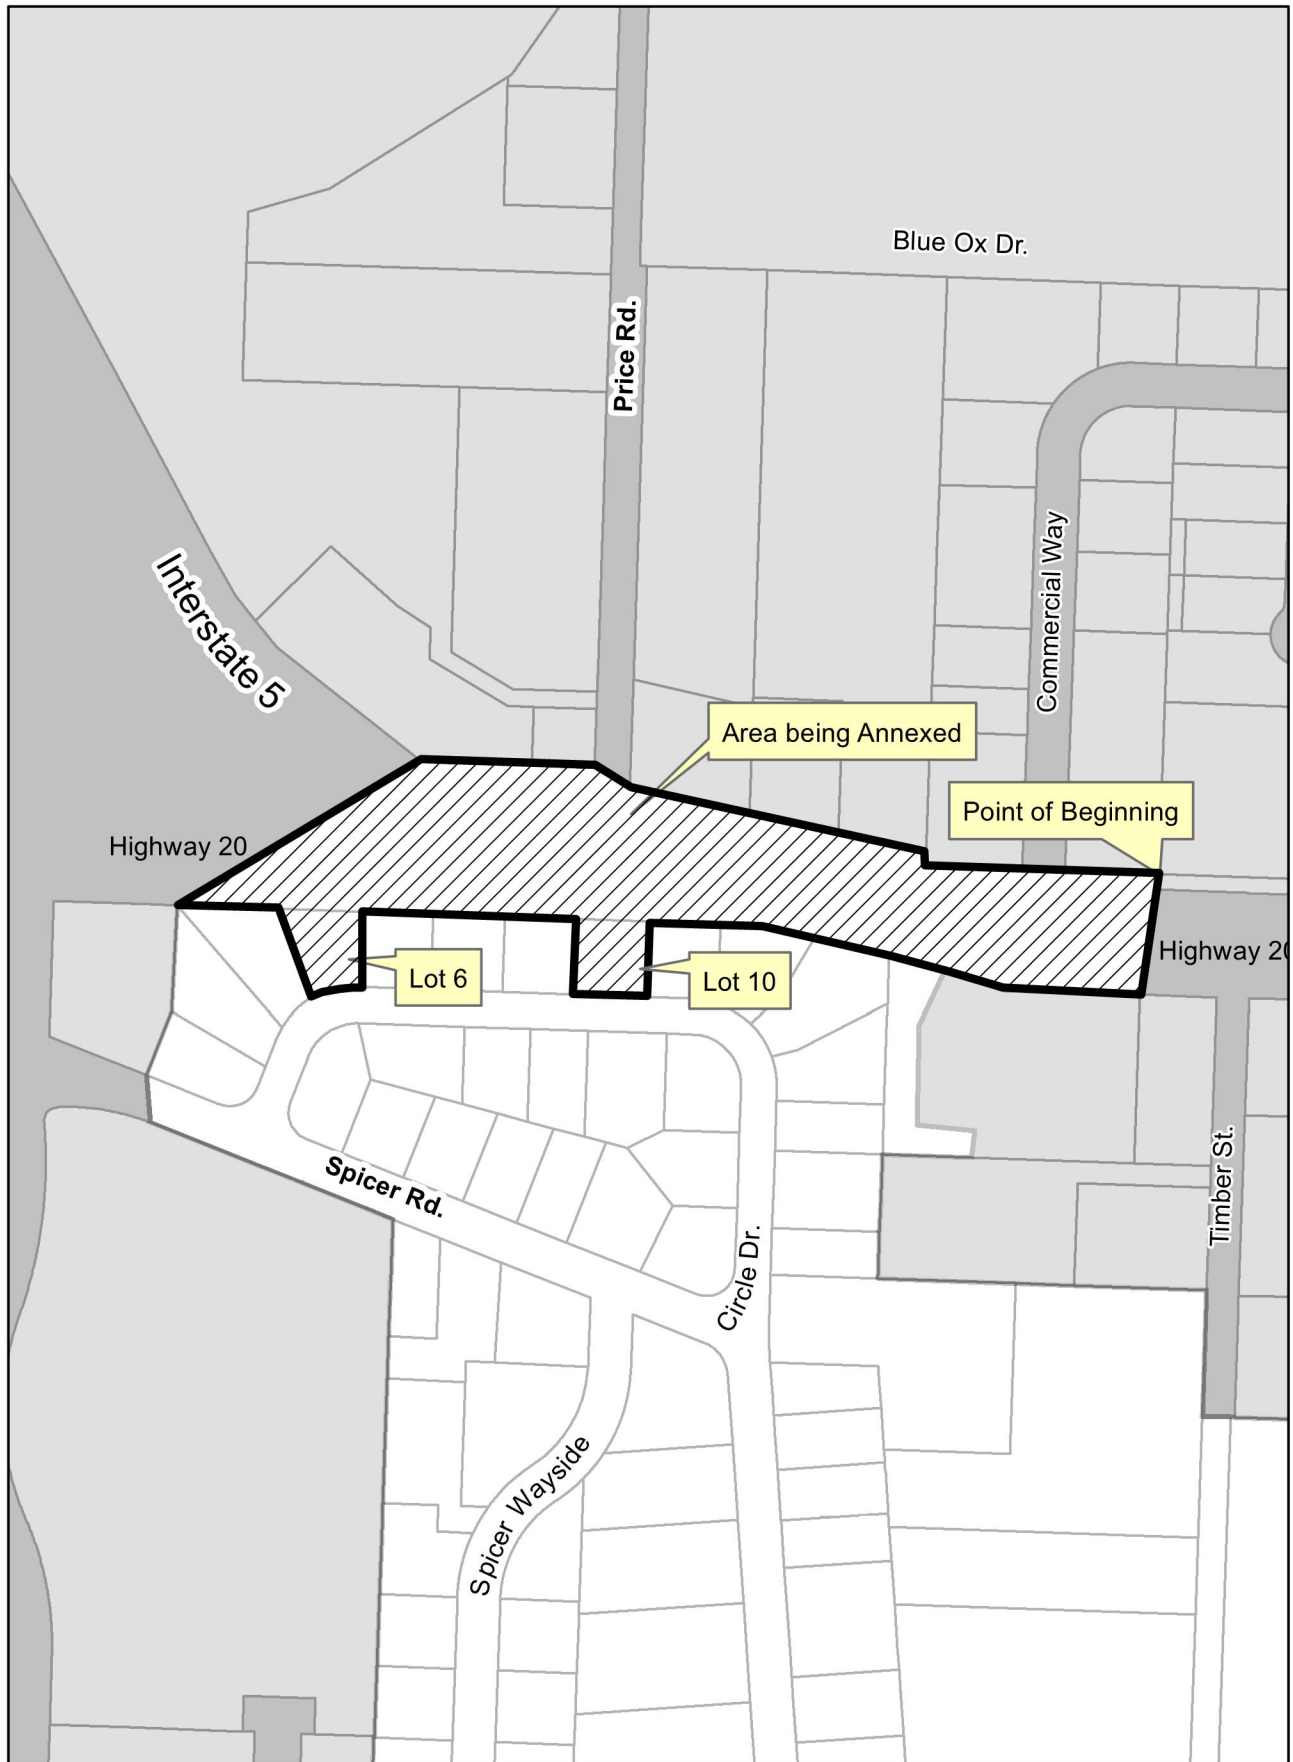 Blue Ox Dr.
Price Rd.
Commercial Way
Interstate 5
Area being Annexed
Point of Beginning
Highway 20
Highway 20
Lot 6
Lot 10
Spicer Rd.
Timber St.
Circle Dr.
Spicer Wayside